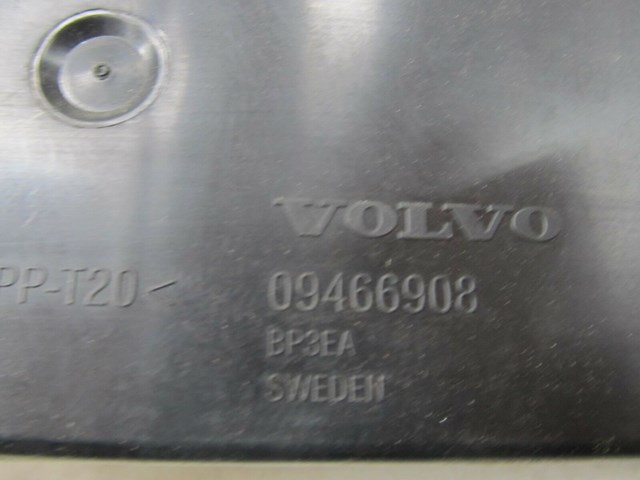 VOLVO
PP-T20< 09466908
BP3EA
SWEDEN